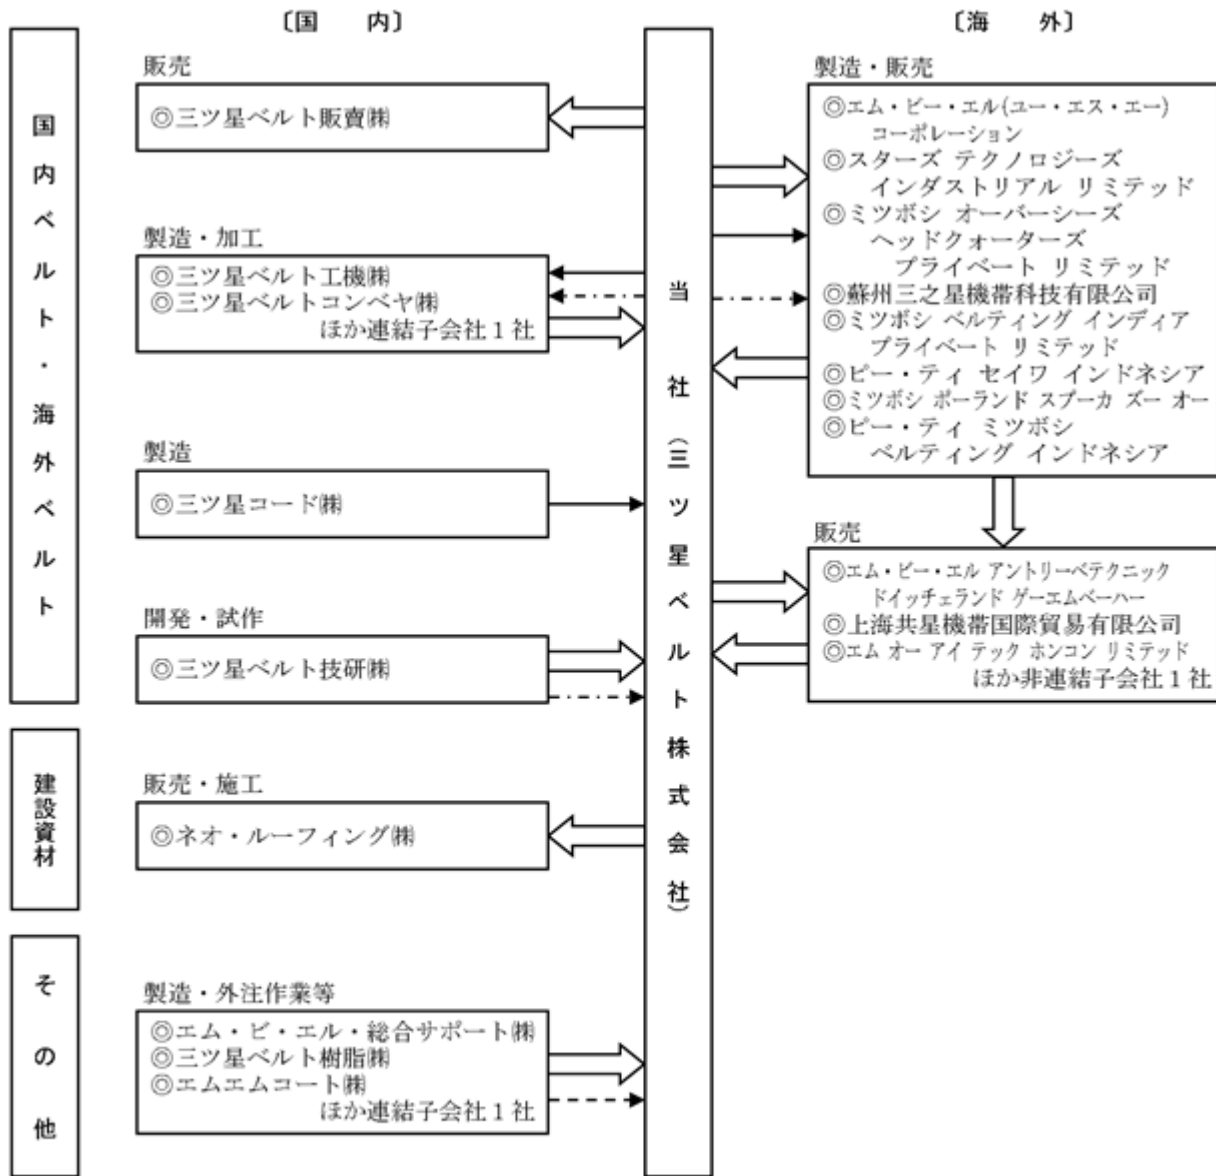 〔国　　内〕
〔海　　外〕
国内ベルト・海外ベルト
販売
◎三ツ星ベルト販賣㈱
製造・加工
◎三ツ星ベルト工機㈱
◎三ツ星ベルトコンベヤ㈱
ほか連結子会社１社
製造
◎三ツ星コード㈱
開発・試作
◎三ツ星ベルト技研㈱
建設資材
販売・施工
◎ネオ・ルーフィング㈱
その他
製造・外注作業等
◎エム・ビ・エル・総合サポート㈱
◎三ツ星ベルト樹脂㈱
◎エムエムコート㈱
ほか連結子会社１社
当社（三ツ星ベルト株式会社）
製造・販売
◎エム・ビー・エル(ユー・エス・エー)
コーポレーション
◎スターズ テクノロジーズ
インダストリアル リミテッド
◎ミツボシ オーバーシーズ
ヘッドクォーターズ
プライベート リミテッド
◎蘇州三之星機帯科技有限公司
◎ミツボシ ベルティング インディア
プライベート リミテッド
◎ピー・ティ セイワ インドネシア
◎ミツボシ ポーランド スプーカ ズー オー
◎ピー・ティ ミツボシ
ベルティング インドネシア
販売
◎エム・ビー・エル アントリーベテクニック
ドイッチェランド ゲーエムベーハー
◎上海共星機帯国際貿易有限公司
◎エム オー アイ テック ホンコン リミテッド
ほか非連結子会社１社